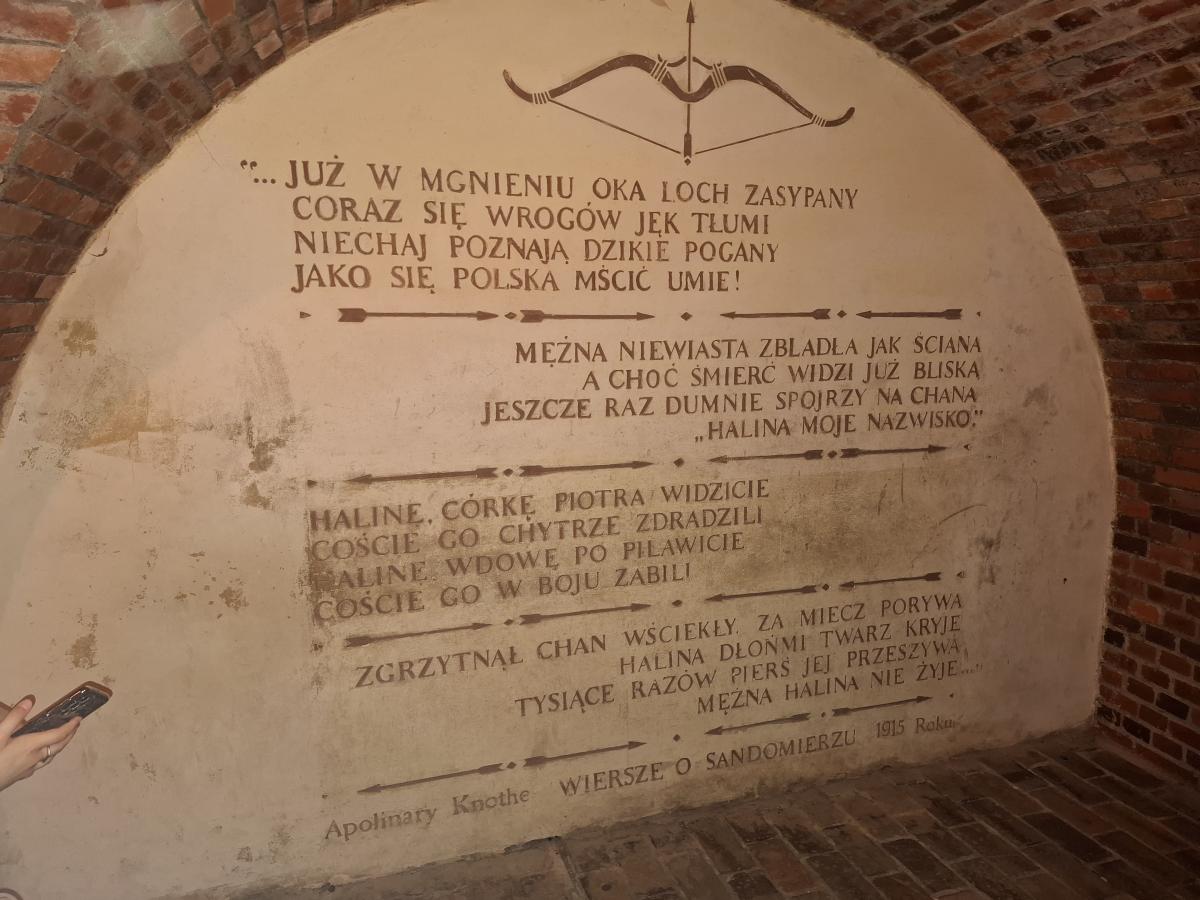 "...JUŻ W MGNIENIU OKA LOCH ZASYPANY
CORAZ SIĘ WROGÓW JĘK TŁUMI
NIECHAJ POZNAJĄ DZIKIE POGANY
JAKO SIĘ POLSKA MŚCIĆ UMIE!
MĘŻNA NIEWIASTA ZBLADŁA JAK ŚCIANA
A CHOĆ ŚMIERĆ WIDZI JUŻ BLISKĄ
JESZCZE RAZ DUMNIE SPOJRZY NA CHANA
„HALINA MOJE NAZWISKO."
HALINĘ, CÓRKĘ PIOTRA WIDZICIE
COŚCIE GO CHYTRZE ZDRADZILI
HALINĘ WDOWĘ PO PILAWICIE
COŚCIE GO W BOJU ZABILI
ZGRZYTNĄŁ CHAN WŚCIEKŁY, ZA MIECZ PORYWA
HALINA DŁOŃMI TWARZ KRYJE
TYSIĄCE RAZÓW PIERŚ JEJ PRZESZYWA
MĘŻNA HALINA NIE ŻYJE..."
Apolinary Knothe WIERSZE O SANDOMIERZU 1915 Roku